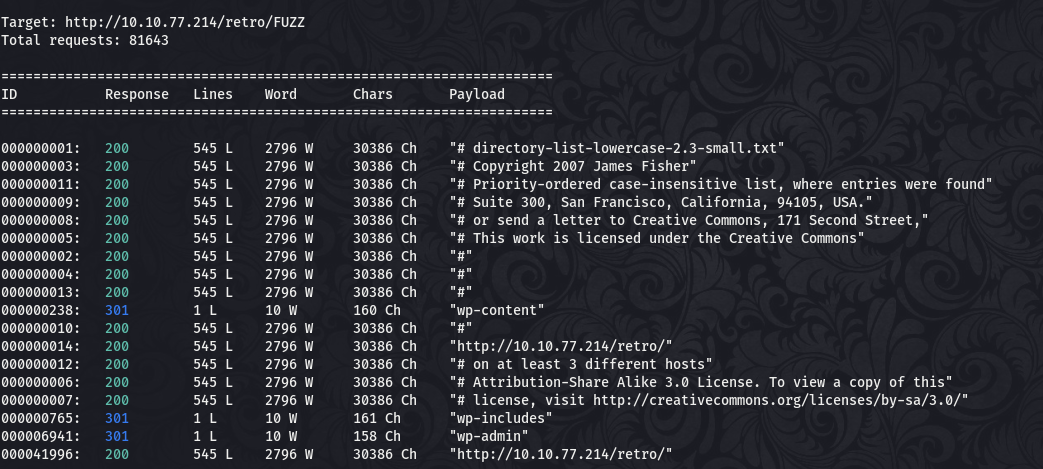 Target: http://10.10.77.214/retro/FUZZ
Total requests: 81643
=====================================================================
ID           Response   Lines    Word       Chars       Payload
=====================================================================
000000001:   200        545 L    2796 W     30386 Ch    "# directory-list-lowercase-2.3-small.txt"
000000003:   200        545 L    2796 W     30386 Ch    "# Copyright 2007 James Fisher"
000000011:   200        545 L    2796 W     30386 Ch    "# Priority-ordered case-insensitive list, where entries were found"
000000009:   200        545 L    2796 W     30386 Ch    "# Suite 300, San Francisco, California, 94105, USA."
000000008:   200        545 L    2796 W     30386 Ch    "# or send a letter to Creative Commons, 171 Second Street,"
000000005:   200        545 L    2796 W     30386 Ch    "# This work is licensed under the Creative Commons"
000000002:   200        545 L    2796 W     30386 Ch    "#"
000000004:   200        545 L    2796 W     30386 Ch    "#"
000000013:   200        545 L    2796 W     30386 Ch    "#"
000000238:   301        1 L      10 W       160 Ch      "wp-content"
000000010:   200        545 L    2796 W     30386 Ch    "#"
000000014:   200        545 L    2796 W     30386 Ch    "http://10.10.77.214/retro/"
000000012:   200        545 L    2796 W     30386 Ch    "# on at least 3 different hosts"
000000006:   200        545 L    2796 W     30386 Ch    "# Attribution-Share Alike 3.0 License. To view a copy of this"
000000007:   200        545 L    2796 W     30386 Ch    "# license, visit http://creativecommons.org/licenses/by-sa/3.0/"
000000765:   301        1 L      10 W       161 Ch      "wp-includes"
000006941:   301        1 L      10 W       158 Ch      "wp-admin"
000041996:   200        545 L    2796 W     30386 Ch    "http://10.10.77.214/retro/"